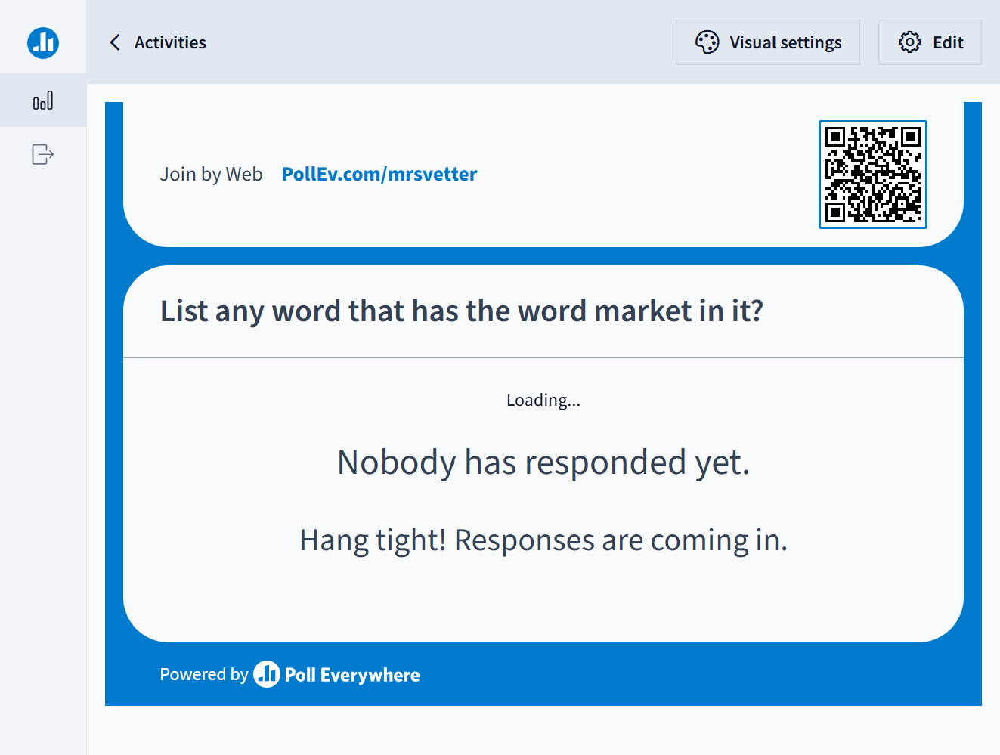 Activities
Visual settings
Edit
Join by Web PollEv.com/mrsvetter
List any word that has the word market in it?
Loading...
Nobody has responded yet.
Hang tight! Responses are coming in.
Powered by Poll Everywhere